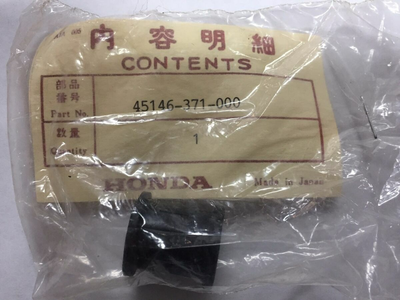 内容明細
CONTENTS
部品
番号
Part No 45146-371-000
数量
Quantity 1
HONDA Made in Japan